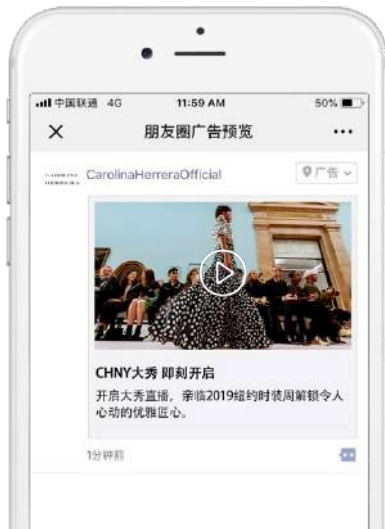 中国联通 4G 11:59 AM 50%
朋友圈广告预览
CarolinaHerreraOfficial 广告
CHNY大秀 即刻开启
开启大秀直播，亲临2019纽约时装周解锁令人
心动的优雅匠心。
1分钟前